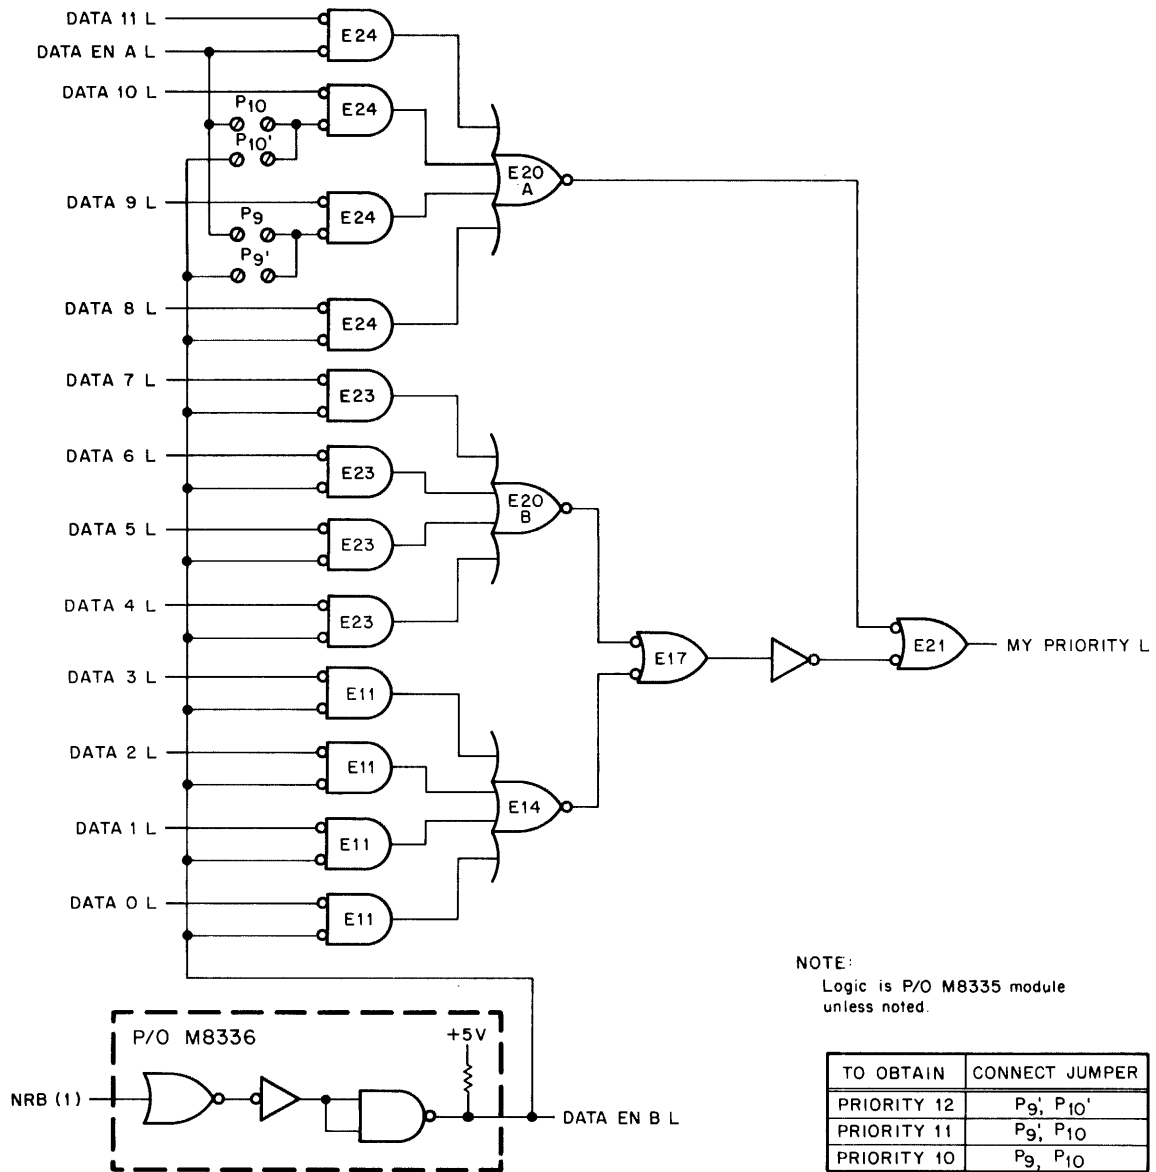 DATA 11 L
E24
DATA EN A L
DATA 10 L
P10
E24
P10'
E20
A
DATA 9 L
P9
E24
P9'
DATA 8 L
E24
DATA 7 L
E23
DATA 6 L
E23
E20
B
DATA 5 L
E23
DATA 4 L
E23
E17
E21
MY PRIORITY L
DATA 3 L
E11
DATA 2 L
E11
E14
DATA 1 L
E11
DATA 0 L
E11
NOTE:
Logic is P/O M8335 module
unless noted.
P/O M8336
+5V
NRB (1)
DATA EN B L
TO OBTAIN CONNECT JUMPER
PRIORITY 12 P9', P10'
PRIORITY 11 P9', P10
PRIORITY 10 P9, P10